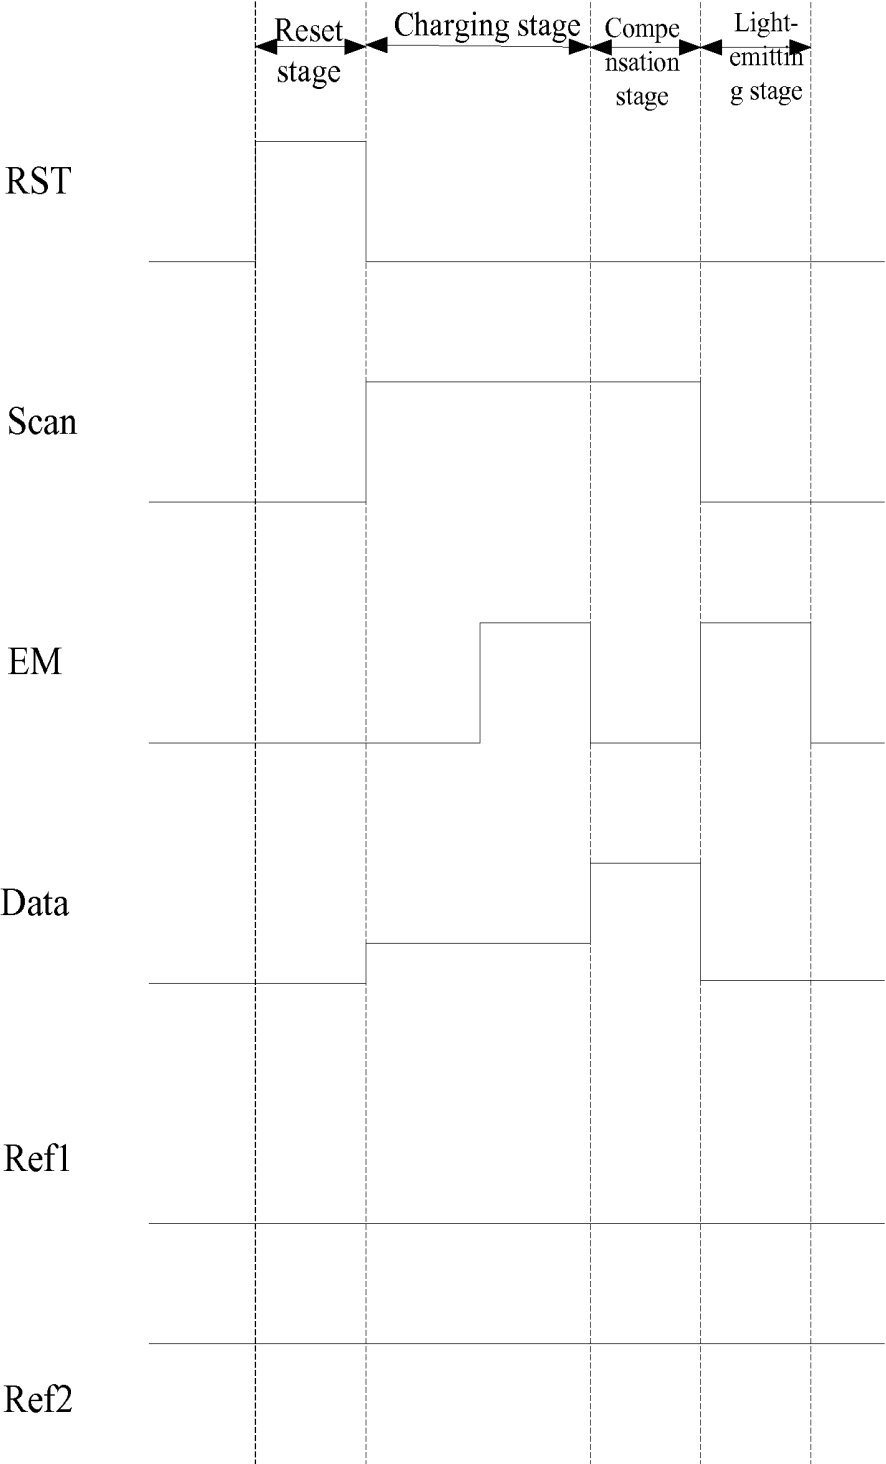 Reset
stage
Charging stage
Compe
nsation
stage
Light-
emittin
g stage
RST
Scan
EM
Data
Ref1
Ref2